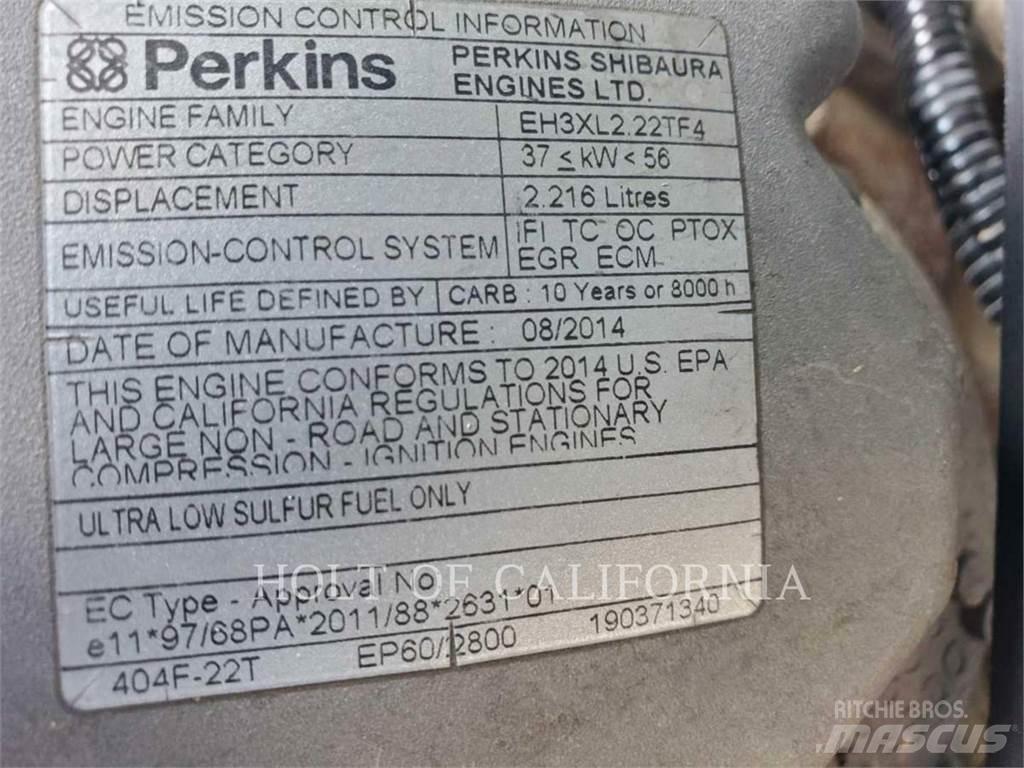 EMISSION CONTROL INFORMATION
Perkins
PERKINS SHIBAURA
ENGINES LTD.
ENGINE FAMILY EH3XL2.22TF4
POWER CATEGORY 37 ≤ kW < 56
DISPLACEMENT 2.216 Litres
EMISSION-CONTROL SYSTEM IFI TC OC PTOX
EGR ECM
USEFUL LIFE DEFINED BY CARB : 10 Years or 8000 h
DATE OF MANUFACTURE : 08/2014
THIS ENGINE CONFORMS TO 2014 U.S. EPA
AND CALIFORNIA REGULATIONS FOR
LARGE NON - ROAD AND STATIONARY
COMPRESSION - IGNITION ENGINES
ULTRA LOW SULFUR FUEL ONLY
HOLT OF CALIFORNIA
EC Type - Approval No
e11*97/68PA*2011/88*2631*01
404F-22T EP60/2800 190371340
RITCHIE BROS.
MASCUS